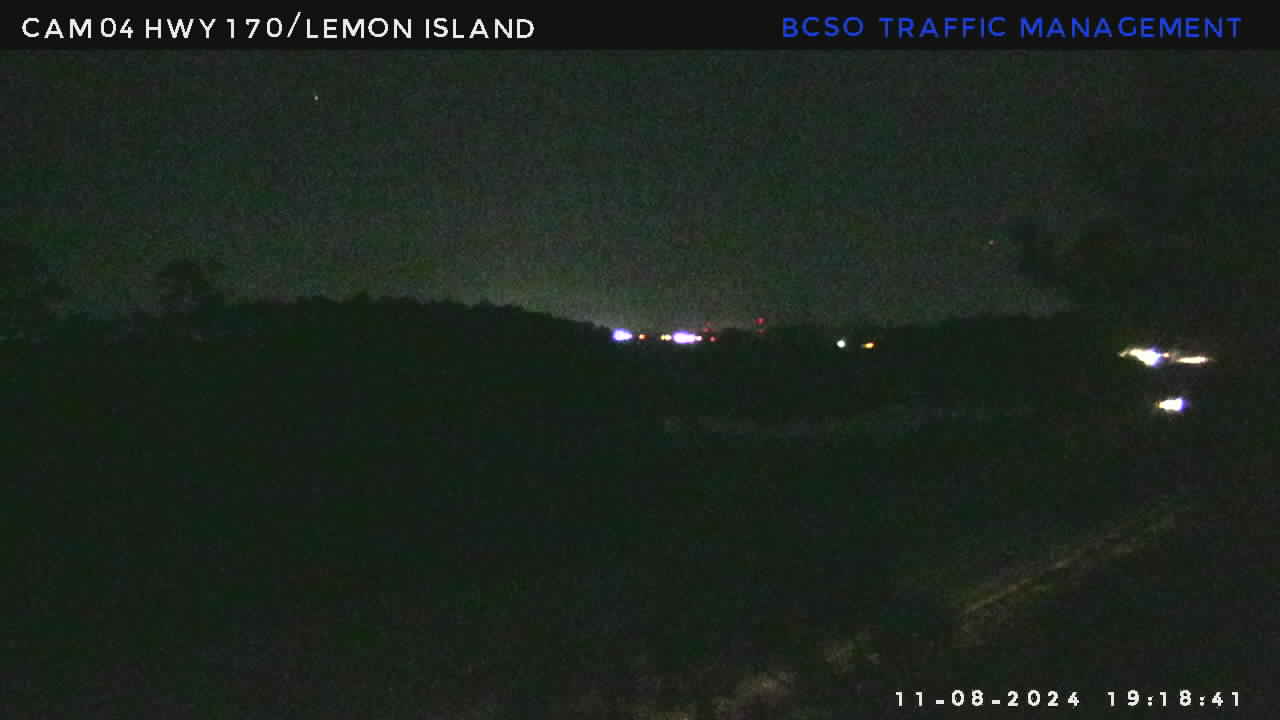 CAM04 HWY 170/LEMON ISLAND
BCSO TRAFFIC MANAGEMENT
11-08-2024 19:18:41